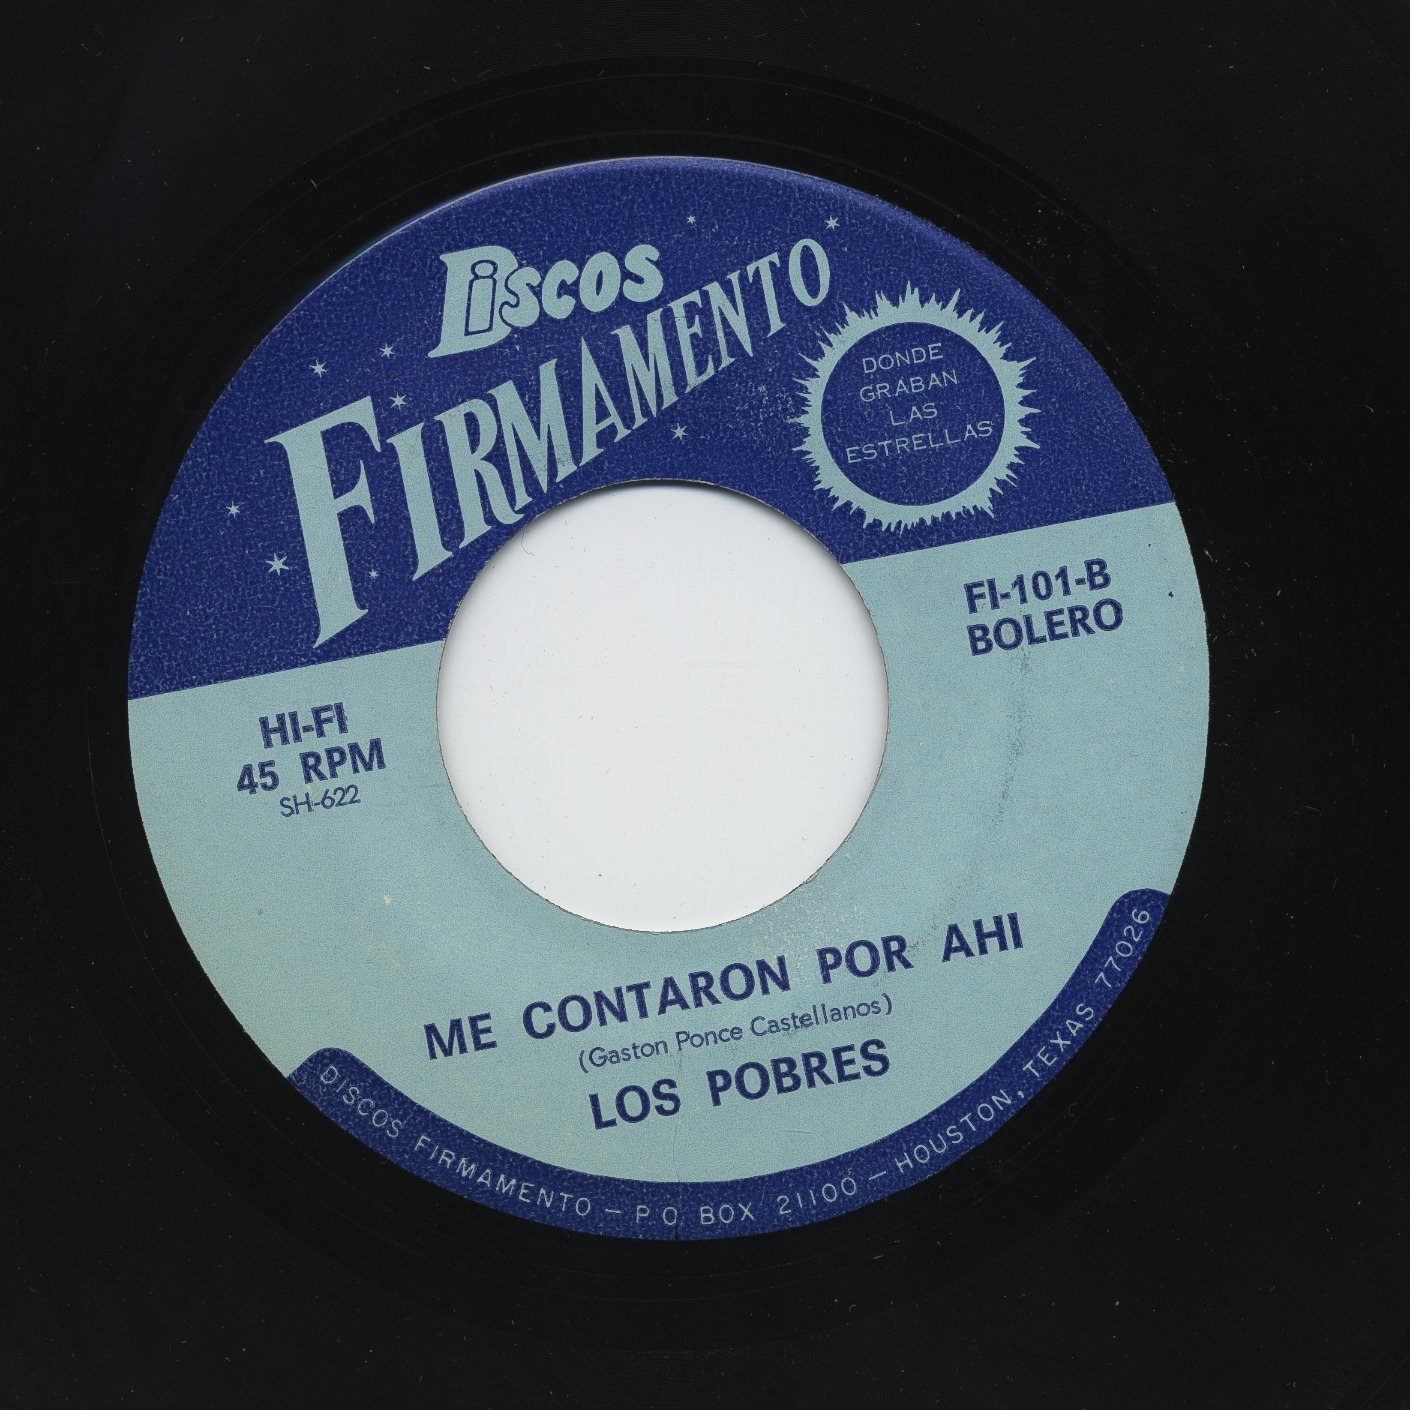 Discos
FIRMAMENTO
DONDE
GRABAN
LAS
ESTRELLAS
FI-101-B
BOLERO
HI-FI
45 RPM
SH-622
ME CONTARON POR AHI
(Gaston Ponce Castellanos)
LOS POBRES
DISCOS FIRMAMENTO — P O BOX 21100 — HOUSTON, TEXAS 77026